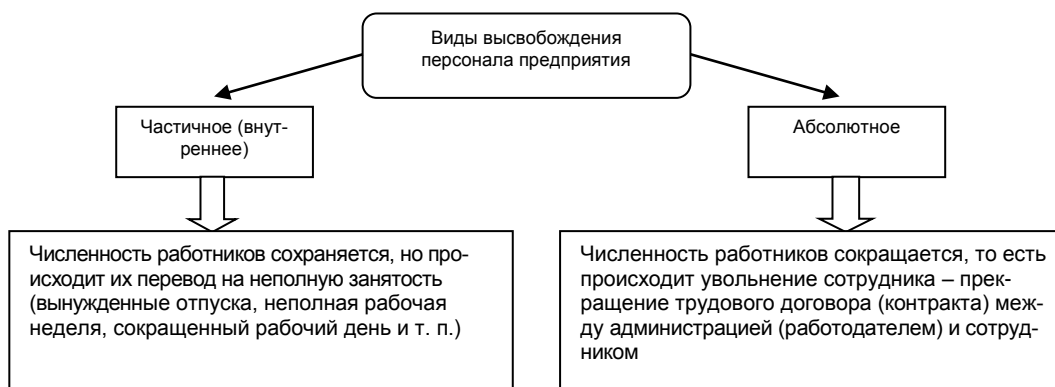 Виды высвобождения
персонала предприятия
Частичное (внут-
реннее)
Абсолютное
Численность работников сохраняется, но про-
исходит их перевод на неполную занятость
(вынужденные отпуска, неполная рабочая
неделя, сокращенный рабочий день и т. п.)
Численность работников сокращается, то есть
происходит увольнение сотрудника – прек-
ращение трудового договора (контракта) меж-
ду администрацией (работодателем) и сотруд-
ником